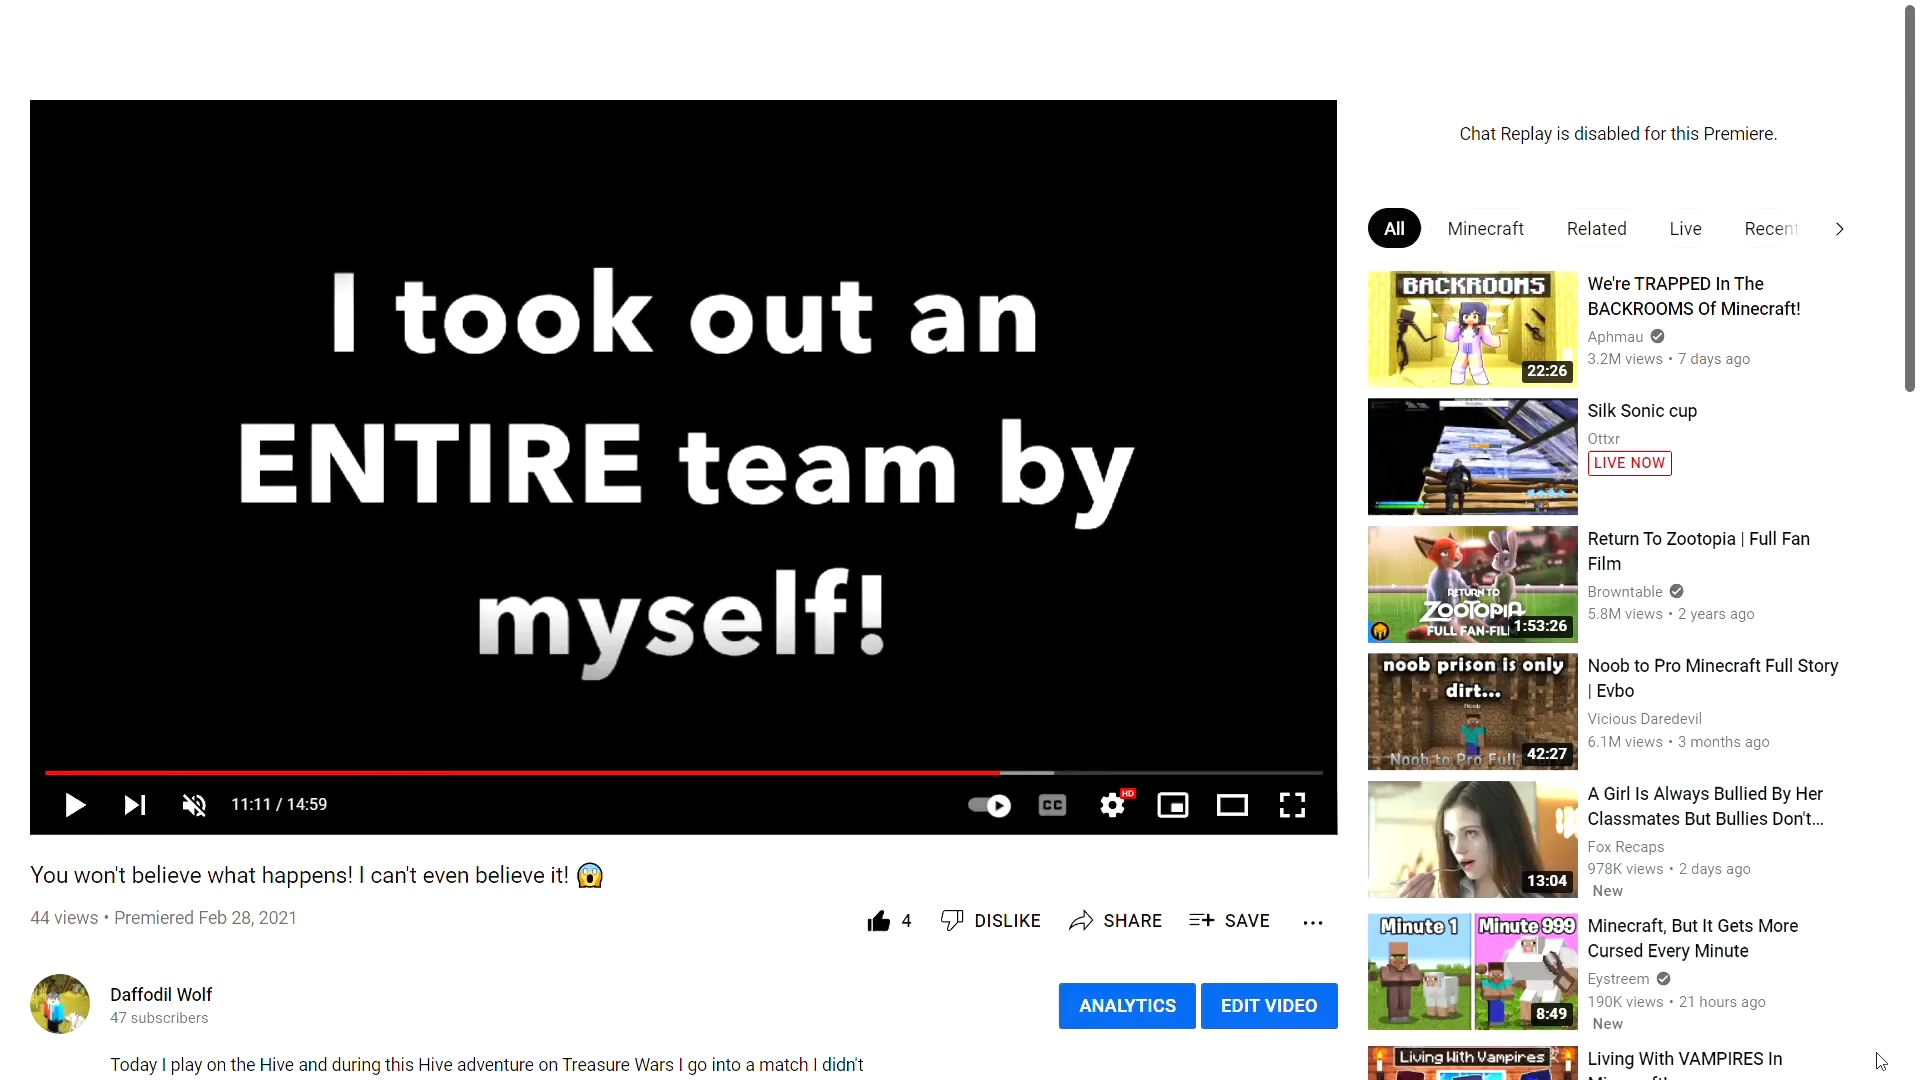 I took out an
ENTIRE team by
myself!
11:11 / 14:59
CC
HD
You won't believe what happens! I can't even believe it! 😱
44 views • Premiered Feb 28, 2021
4
DISLIKE
SHARE
SAVE
Daffodil Wolf
47 subscribers
ANALYTICS
EDIT VIDEO
Today I play on the Hive and during this Hive adventure on Treasure Wars I go into a match I didn't
Chat Replay is disabled for this Premiere.
All
Minecraft
Related
Live
Recent
BACKROOMS
22:26
We're TRAPPED In The
BACKROOMS Of Minecraft!
Aphmau
3.2M views • 7 days ago
Silk Sonic cup
Ottxr
LIVE NOW
RETURN TO
ZOOTOPIA
FULL FAN-FIL
1:53:26
Return To Zootopia | Full Fan
Film
Browntable
5.8M views • 2 years ago
noob prison is only
dirt...
Noob
Noob to Pro Full
42:27
Noob to Pro Minecraft Full Story
| Evbo
Vicious Daredevil
6.1M views • 3 months ago
13:04
A Girl Is Always Bullied By Her
Classmates But Bullies Don't...
Fox Recaps
978K views • 2 days ago
New
Minute 1
Minute 999
8:49
Minecraft, But It Gets More
Cursed Every Minute
Eystreem
190K views • 21 hours ago
New
Living With Vampires
Living With VAMPIRES In